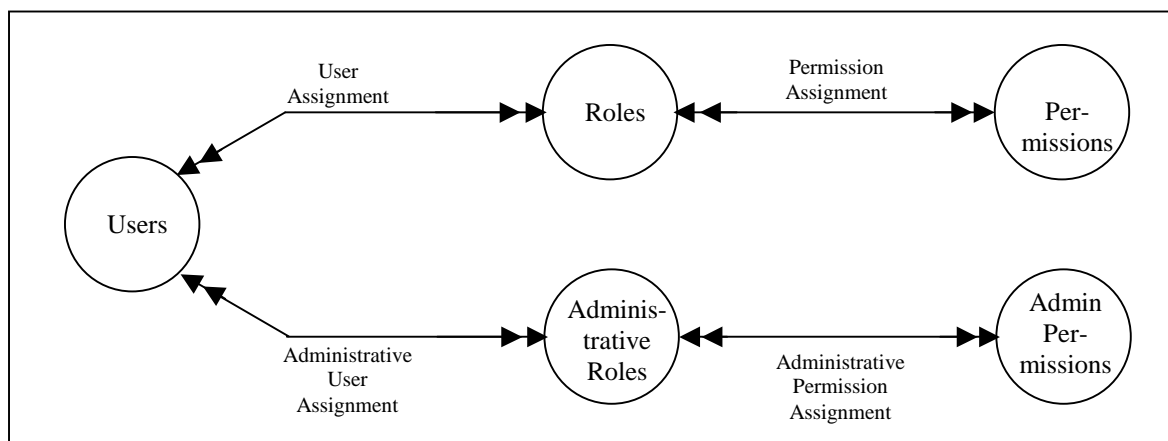 User
Assignment
Permission
Assignment
Roles
Per-
missions
Users
Adminis-
trative
Roles
Admin
Per-
missions
Administrative
User
Assignment
Administrative
Permission
Assignment